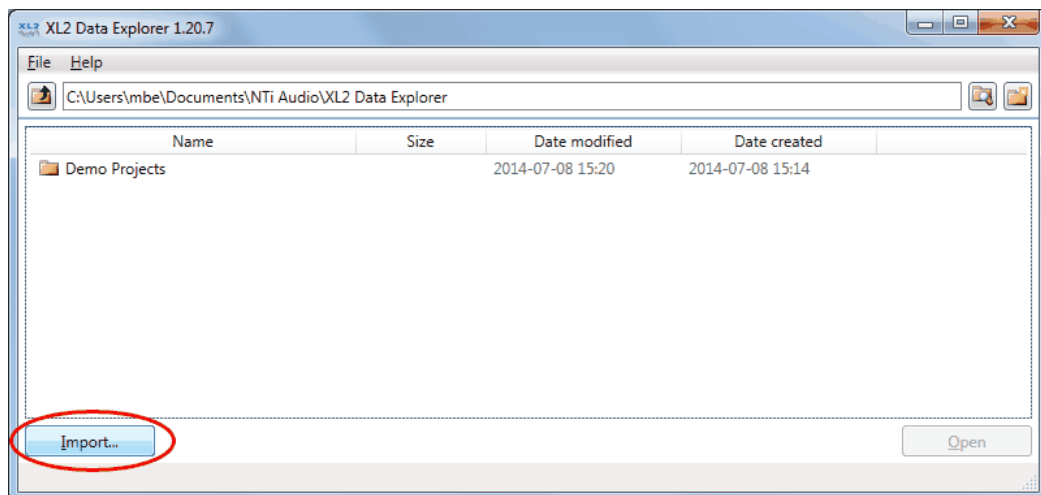 XL2 XL2 Data Explorer 1.20.7
File Help
C:\Users\mbe\Documents\NTi Audio\XL2 Data Explorer
Name Size Date modified Date created
Demo Projects 2014-07-08 15:20 2014-07-08 15:14
Import... Open